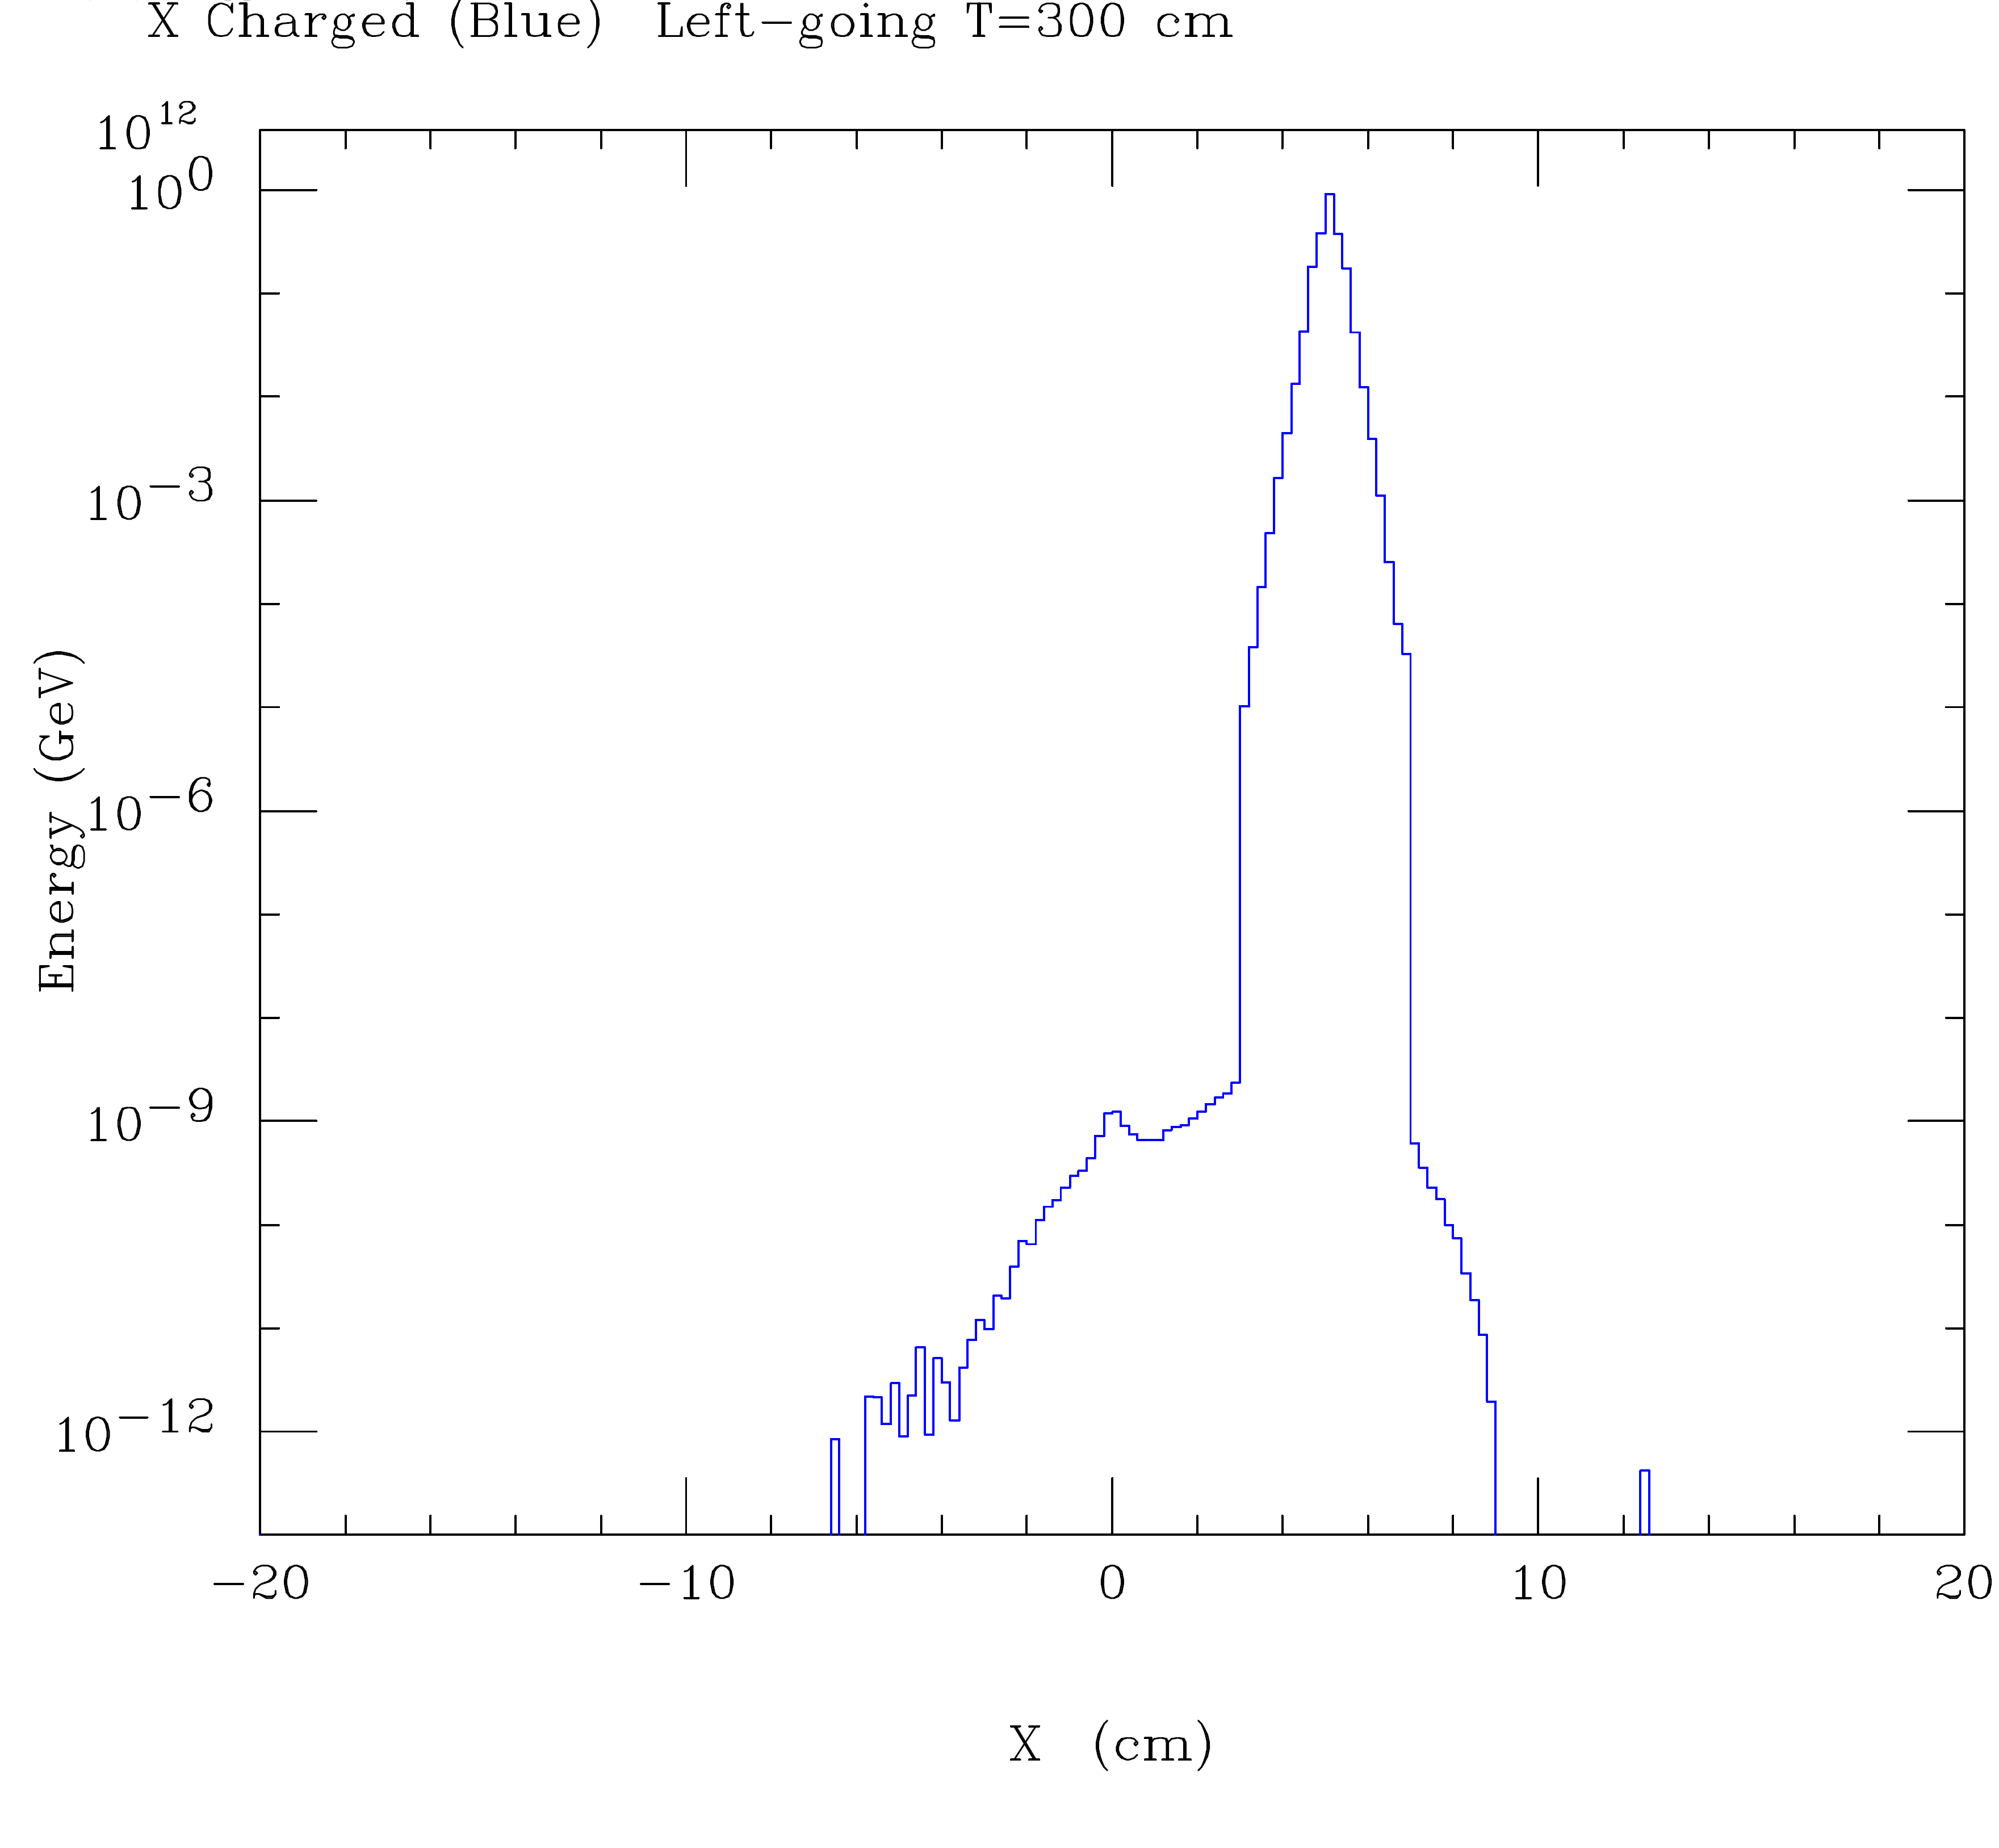 X Charged (Blue) Left-going T=300 cm
10^12
10^0
10^-3
10^-6
10^-9
10^-12
Energy (GeV)
-20 -10 0 10 20
X (cm)